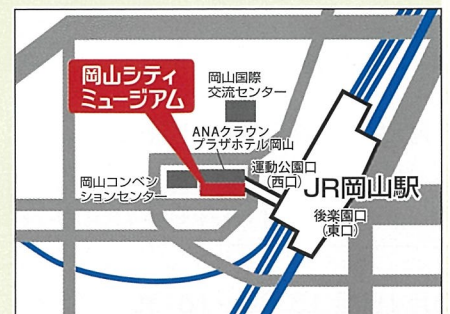 岡山シティ
ミュージアム
岡山国際
交流センター
ANAクラウン
プラザホテル岡山
運動公園口
(西口)
岡山コンベン
ションセンター
JR岡山駅
後楽園口
(東口)